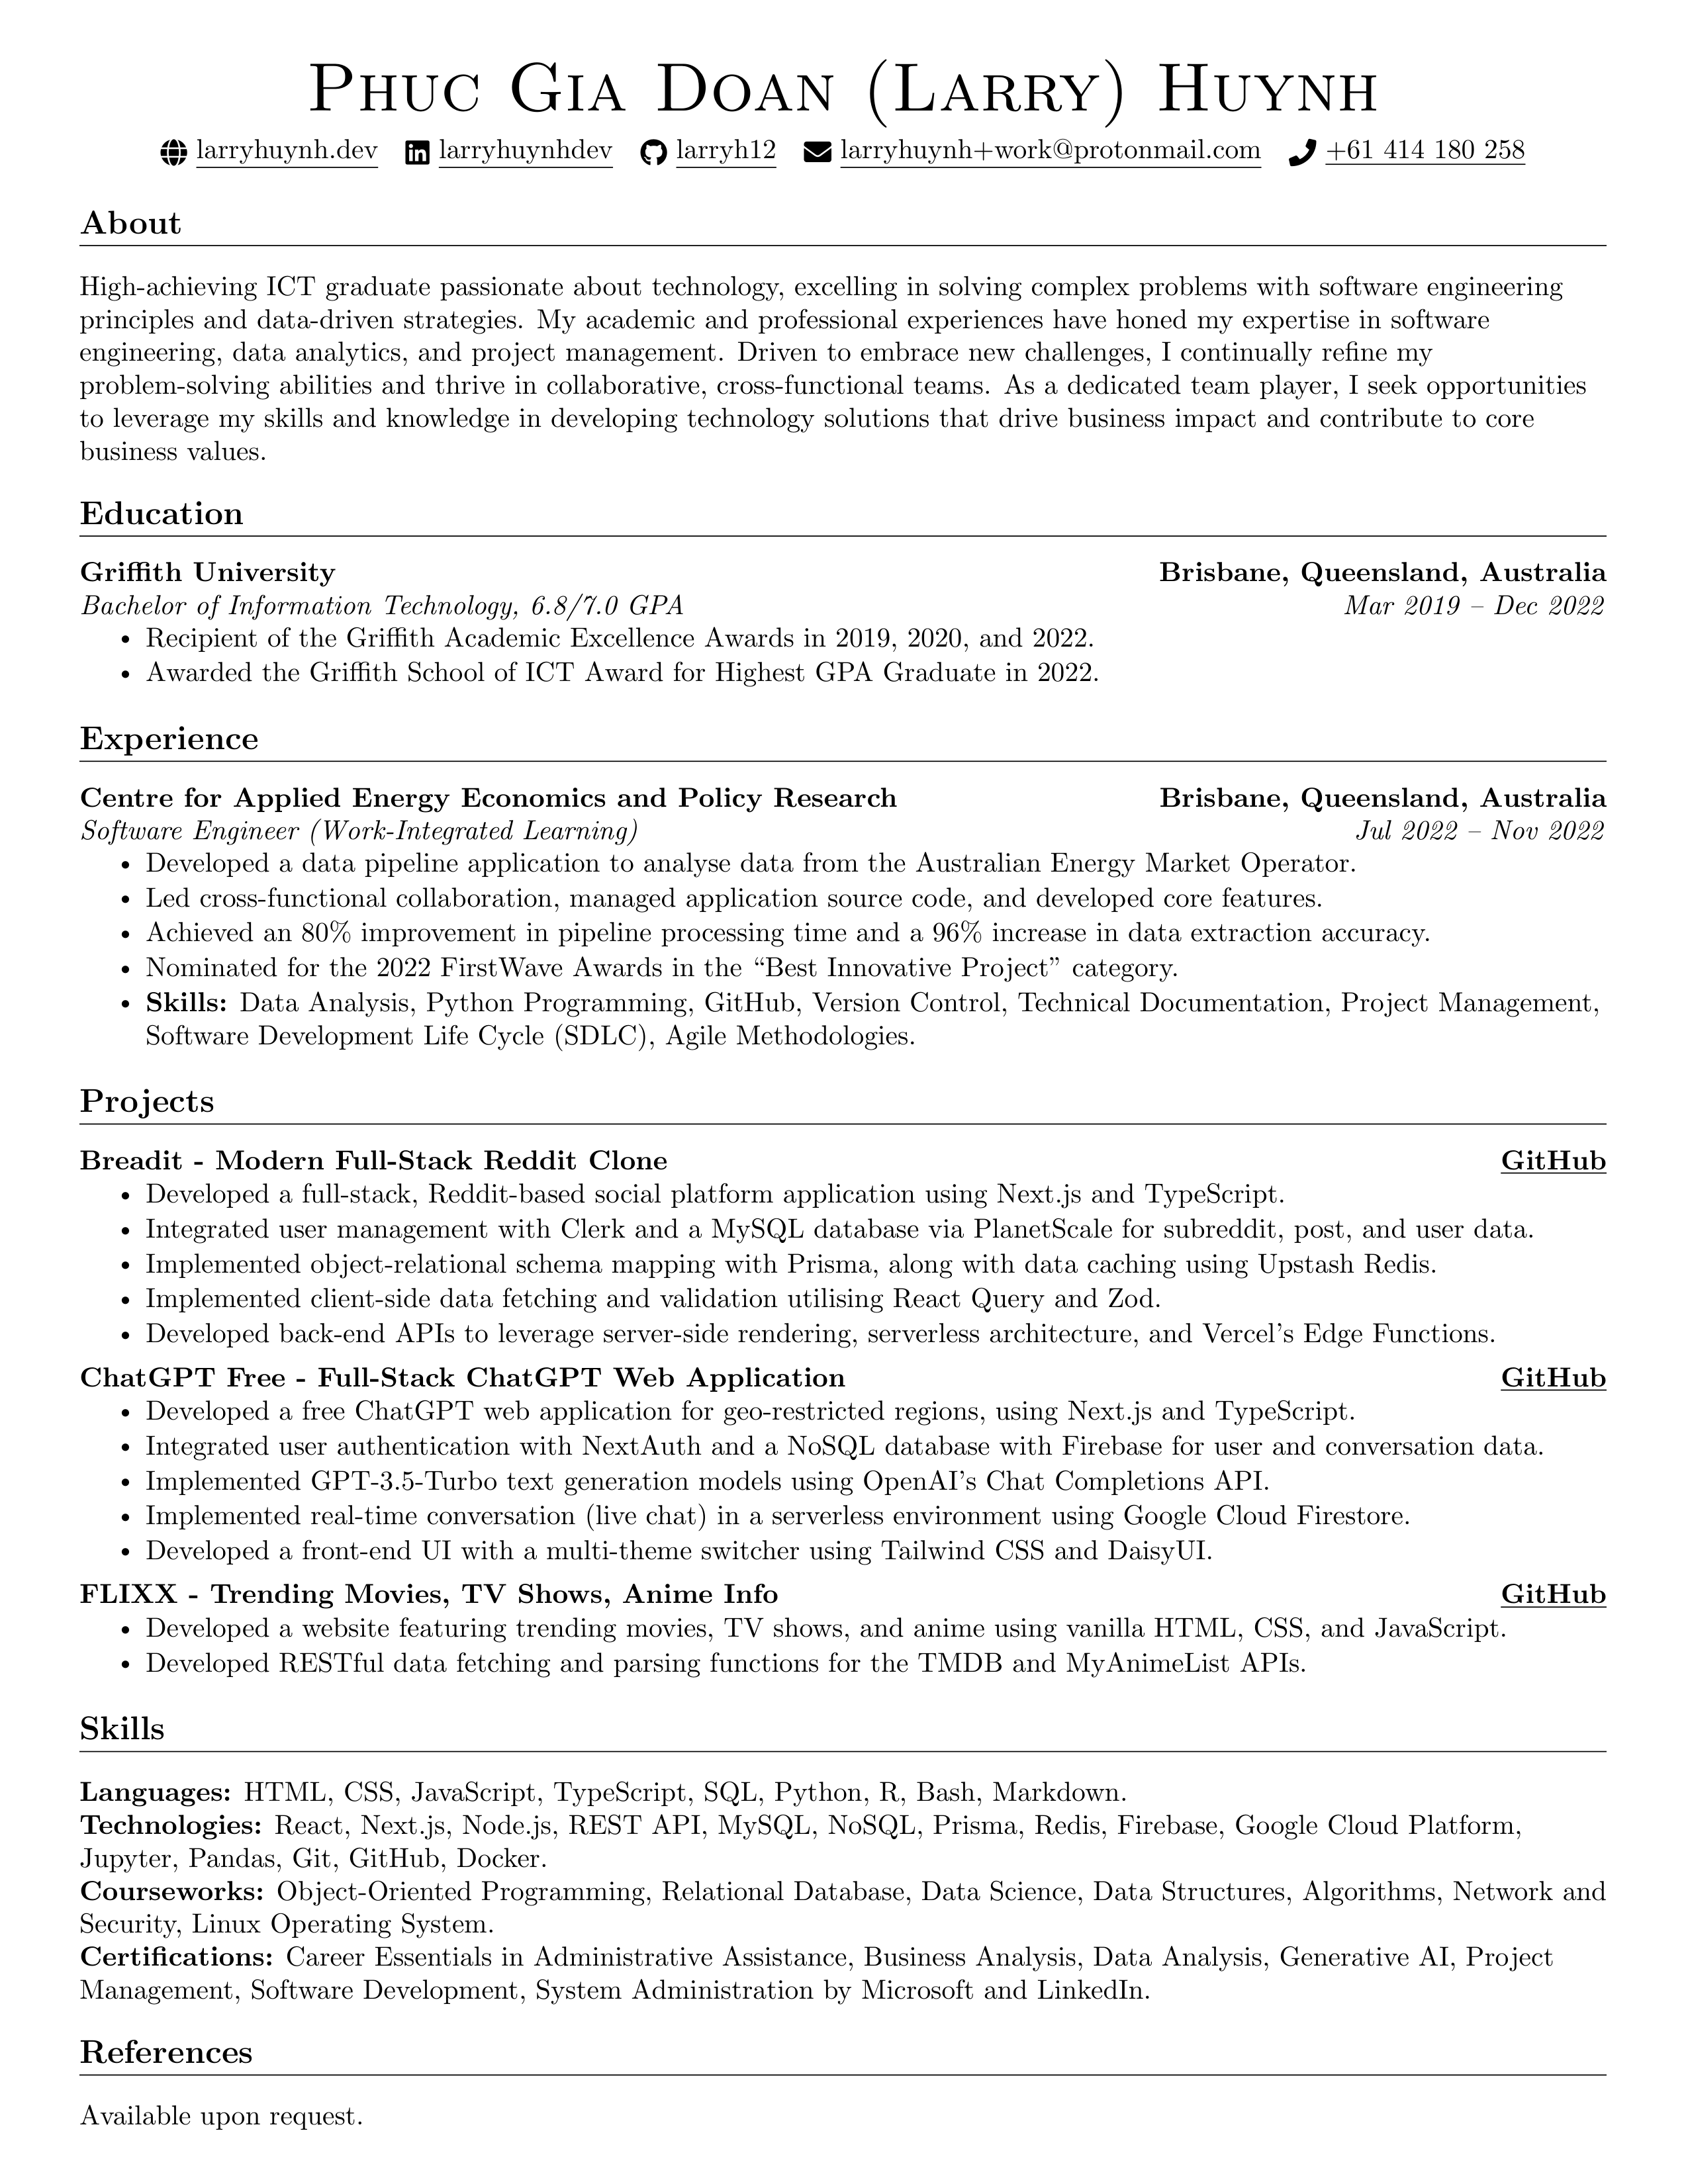 Phuc Gia Doan (Larry) Huynh
larryhuynh.dev larryhuynhdev larryh12 larryhuynh+work@protonmail.com +61 414 180 258
About
High-achieving ICT graduate passionate about technology, excelling in solving complex problems with software engineering
principles and data-driven strategies. My academic and professional experiences have honed my expertise in software
engineering, data analytics, and project management. Driven to embrace new challenges, I continually refine my
problem-solving abilities and thrive in collaborative, cross-functional teams. As a dedicated team player, I seek opportunities
to leverage my skills and knowledge in developing technology solutions that drive business impact and contribute to core
business values.
Education
Griffith University Brisbane, Queensland, Australia
Bachelor of Information Technology, 6.8/7.0 GPA Mar 2019 – Dec 2022
• Recipient of the Griffith Academic Excellence Awards in 2019, 2020, and 2022.
• Awarded the Griffith School of ICT Award for Highest GPA Graduate in 2022.
Experience
Centre for Applied Energy Economics and Policy Research Brisbane, Queensland, Australia
Software Engineer (Work-Integrated Learning) Jul 2022 – Nov 2022
• Developed a data pipeline application to analyse data from the Australian Energy Market Operator.
• Led cross-functional collaboration, managed application source code, and developed core features.
• Achieved an 80% improvement in pipeline processing time and a 96% increase in data extraction accuracy.
• Nominated for the 2022 FirstWave Awards in the “Best Innovative Project” category.
• Skills: Data Analysis, Python Programming, GitHub, Version Control, Technical Documentation, Project Management,
Software Development Life Cycle (SDLC), Agile Methodologies.
Projects
Breadit - Modern Full-Stack Reddit Clone GitHub
• Developed a full-stack, Reddit-based social platform application using Next.js and TypeScript.
• Integrated user management with Clerk and a MySQL database via PlanetScale for subreddit, post, and user data.
• Implemented object-relational schema mapping with Prisma, along with data caching using Upstash Redis.
• Implemented client-side data fetching and validation utilising React Query and Zod.
• Developed back-end APIs to leverage server-side rendering, serverless architecture, and Vercel’s Edge Functions.
ChatGPT Free - Full-Stack ChatGPT Web Application GitHub
• Developed a free ChatGPT web application for geo-restricted regions, using Next.js and TypeScript.
• Integrated user authentication with NextAuth and a NoSQL database with Firebase for user and conversation data.
• Implemented GPT-3.5-Turbo text generation models using OpenAI’s Chat Completions API.
• Implemented real-time conversation (live chat) in a serverless environment using Google Cloud Firestore.
• Developed a front-end UI with a multi-theme switcher using Tailwind CSS and DaisyUI.
FLIXX - Trending Movies, TV Shows, Anime Info GitHub
• Developed a website featuring trending movies, TV shows, and anime using vanilla HTML, CSS, and JavaScript.
• Developed RESTful data fetching and parsing functions for the TMDB and MyAnimeList APIs.
Skills
Languages: HTML, CSS, JavaScript, TypeScript, SQL, Python, R, Bash, Markdown.
Technologies: React, Next.js, Node.js, REST API, MySQL, NoSQL, Prisma, Redis, Firebase, Google Cloud Platform,
Jupyter, Pandas, Git, GitHub, Docker.
Courseworks: Object-Oriented Programming, Relational Database, Data Science, Data Structures, Algorithms, Network and
Security, Linux Operating System.
Certifications: Career Essentials in Administrative Assistance, Business Analysis, Data Analysis, Generative AI, Project
Management, Software Development, System Administration by Microsoft and LinkedIn.
References
Available upon request.